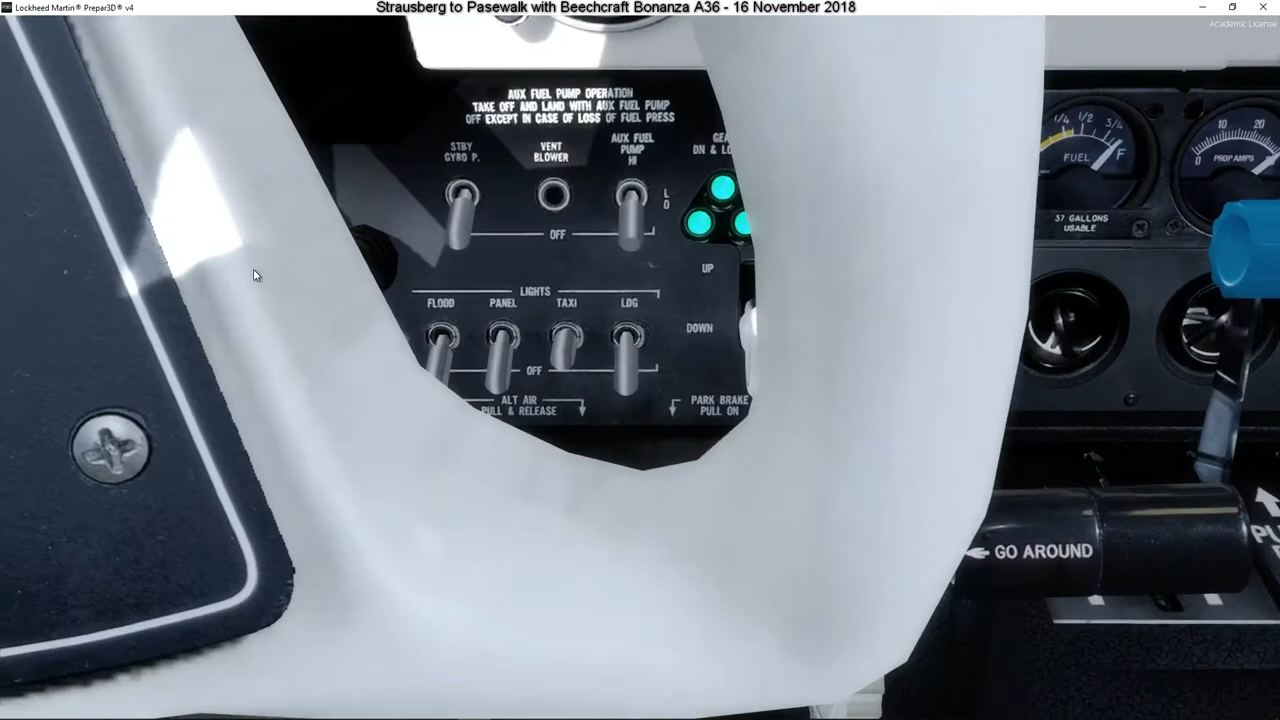 Lockheed Martin® Prepar3D® v4
Strausberg to Pasewalk with Beechcraft Bonanza A36 - 16 November 2018
Academic License
AUX FUEL PUMP OPERATION
TAKE OFF AND LAND WITH AUX FUEL PUMP
OFF EXCEPT IN CASE OF LOSS OF FUEL PRESS
STBY
GYRO P.
VENT
BLOWER
AUX FUEL
PUMP
HI
L
O
OFF
DN &
UP
DOWN
LIGHTS
FLOOD
PANEL
TAXI
LDG
OFF
ALT AIR
PULL & RELEASE
PARK BRAKE
PULL ON
1/4
1/2
3/4
F
FUEL
37 GALLONS
USABLE
0
10
20
PROP AMPS
GO AROUND